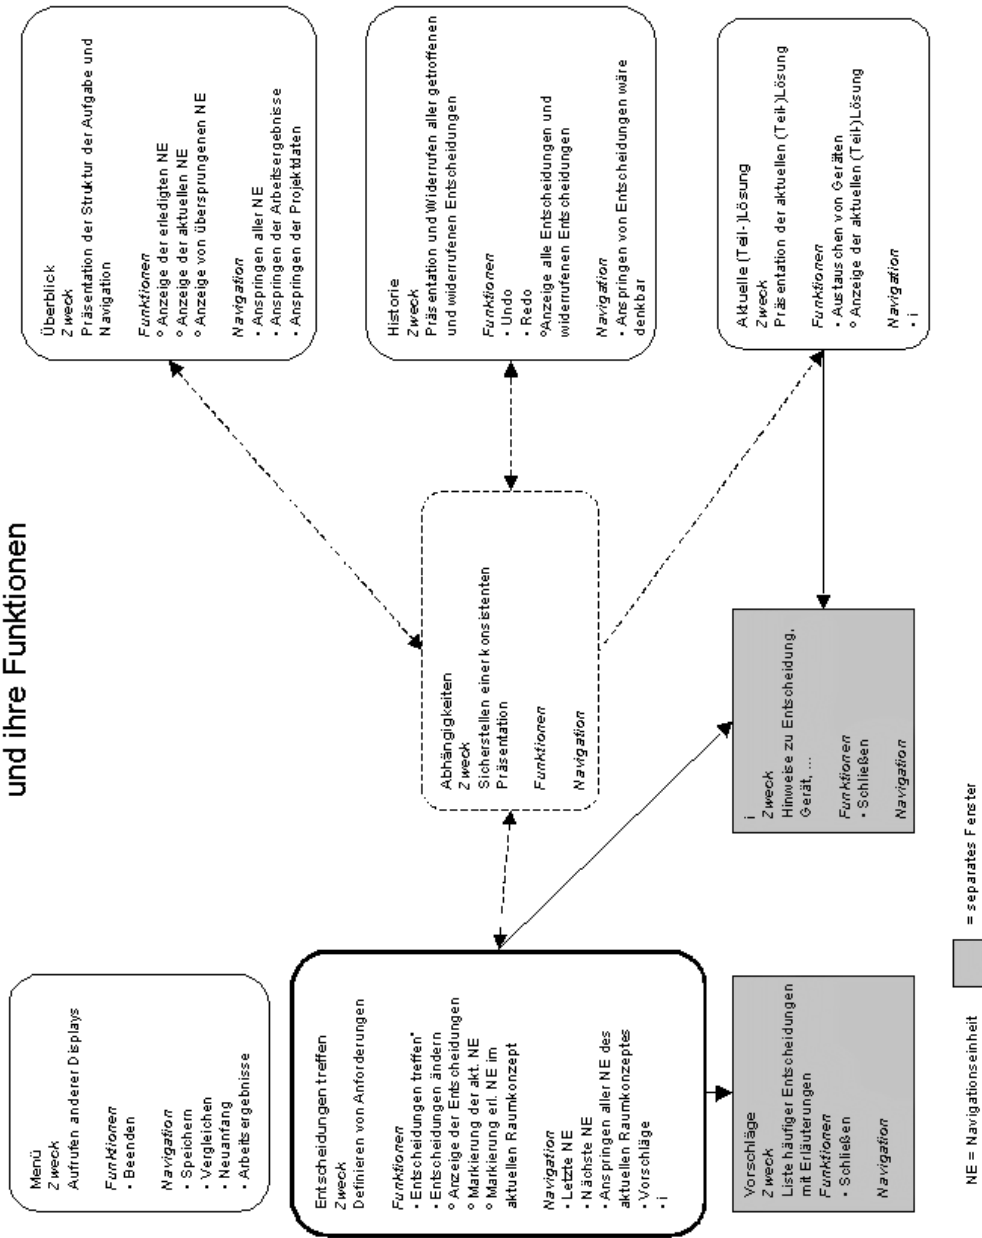 und ihre Funktionen
Menü
Zweck
Aufrufen anderer Displays
Funktionen
• Beenden
Navigation
• Speichern
• Vergleichen
• Neuanfang
• Arbeitsergebnisse
Entscheidungen treffen
Zweck
Definieren von Anforderungen
Funktionen
• Entscheidungen treffen*
• Entscheidungen ändern
° Anzeige der Entscheidungen
° Markierung der akt. NE
° Markierung erl. NE im
aktuellen Raumkonzept
Navigation
• Letzte NE
• Nächste NE
• Anspringen aller NE des
aktuellen Raumkonzeptes
• Vorschläge
• i
Vorschläge
Zweck
Liste häufiger Entscheidungen
mit Erläuterungen
Funktionen
• Schließen
Navigation
Abhängigkeiten
Zweck
Sicherstellen einer konsistenten
Präsentation
Funktionen
Navigation
i
Zweck
Hinweise zu Entscheidung,
Gerät, ...
Funktionen
• Schließen
Navigation
Überblick
Zweck
Präsentation der Struktur der Aufgabe und
Navigation
Funktionen
° Anzeige der erledigten NE
° Anzeige der aktuellen NE
° Anzeige von übersprungenen NE
Navigation
• Anspringen aller NE
• Anspringen der Arbeitsergebnisse
• Anspringen der Projektdaten
Historie
Zweck
Präsentation und Widerrufen aller getroffenen
und widerrufenen Entscheidungen
Funktionen
• Undo
• Redo
°Anzeige alle Entscheidungen und
widerrufenen Entscheidungen
Navigation
• Anspringen von Entscheidungen wäre
denkbar
Aktuelle (Teil-)Lösung
Zweck
Präsentation der aktuellen (Teil-)Lösung
Funktionen
• Austauschen von Geräten
° Anzeige der aktuellen (Teil-)Lösung
Navigation
• i
NE = Navigationseinheit
= separates Fenster